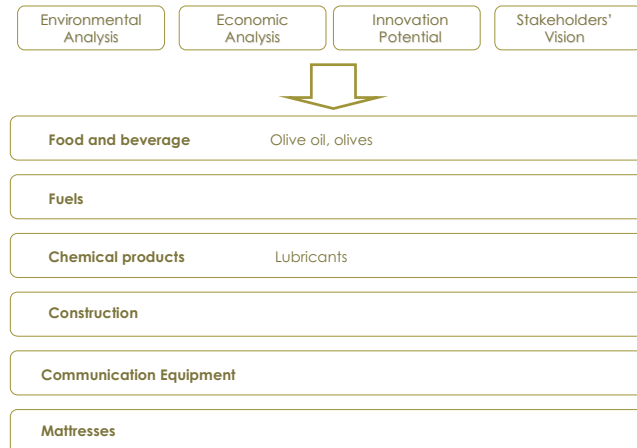 Environmental
Analysis
Economic
Analysis
Innovation
Potential
Stakeholders’
Vision
Food and beverage Olive oil, olives
Fuels
Chemical products Lubricants
Construction
Communication Equipment
Mattresses